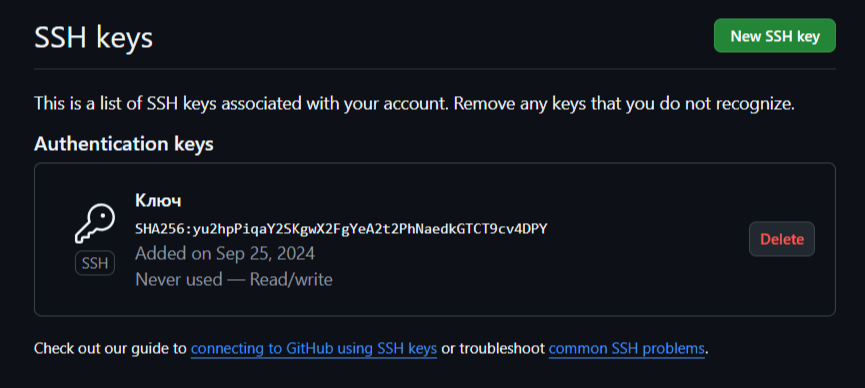 SSH keys
New SSH key
This is a list of SSH keys associated with your account. Remove any keys that you do not recognize.
Authentication keys
Ключ
SHA256:yu2hpPiqaY2SKgwX2FgYeA2t2PhNaedkGTCT9cv4DPY
Added on Sep 25, 2024
Never used — Read/write
SSH
Delete
Check out our guide to connecting to GitHub using SSH keys or troubleshoot common SSH problems.